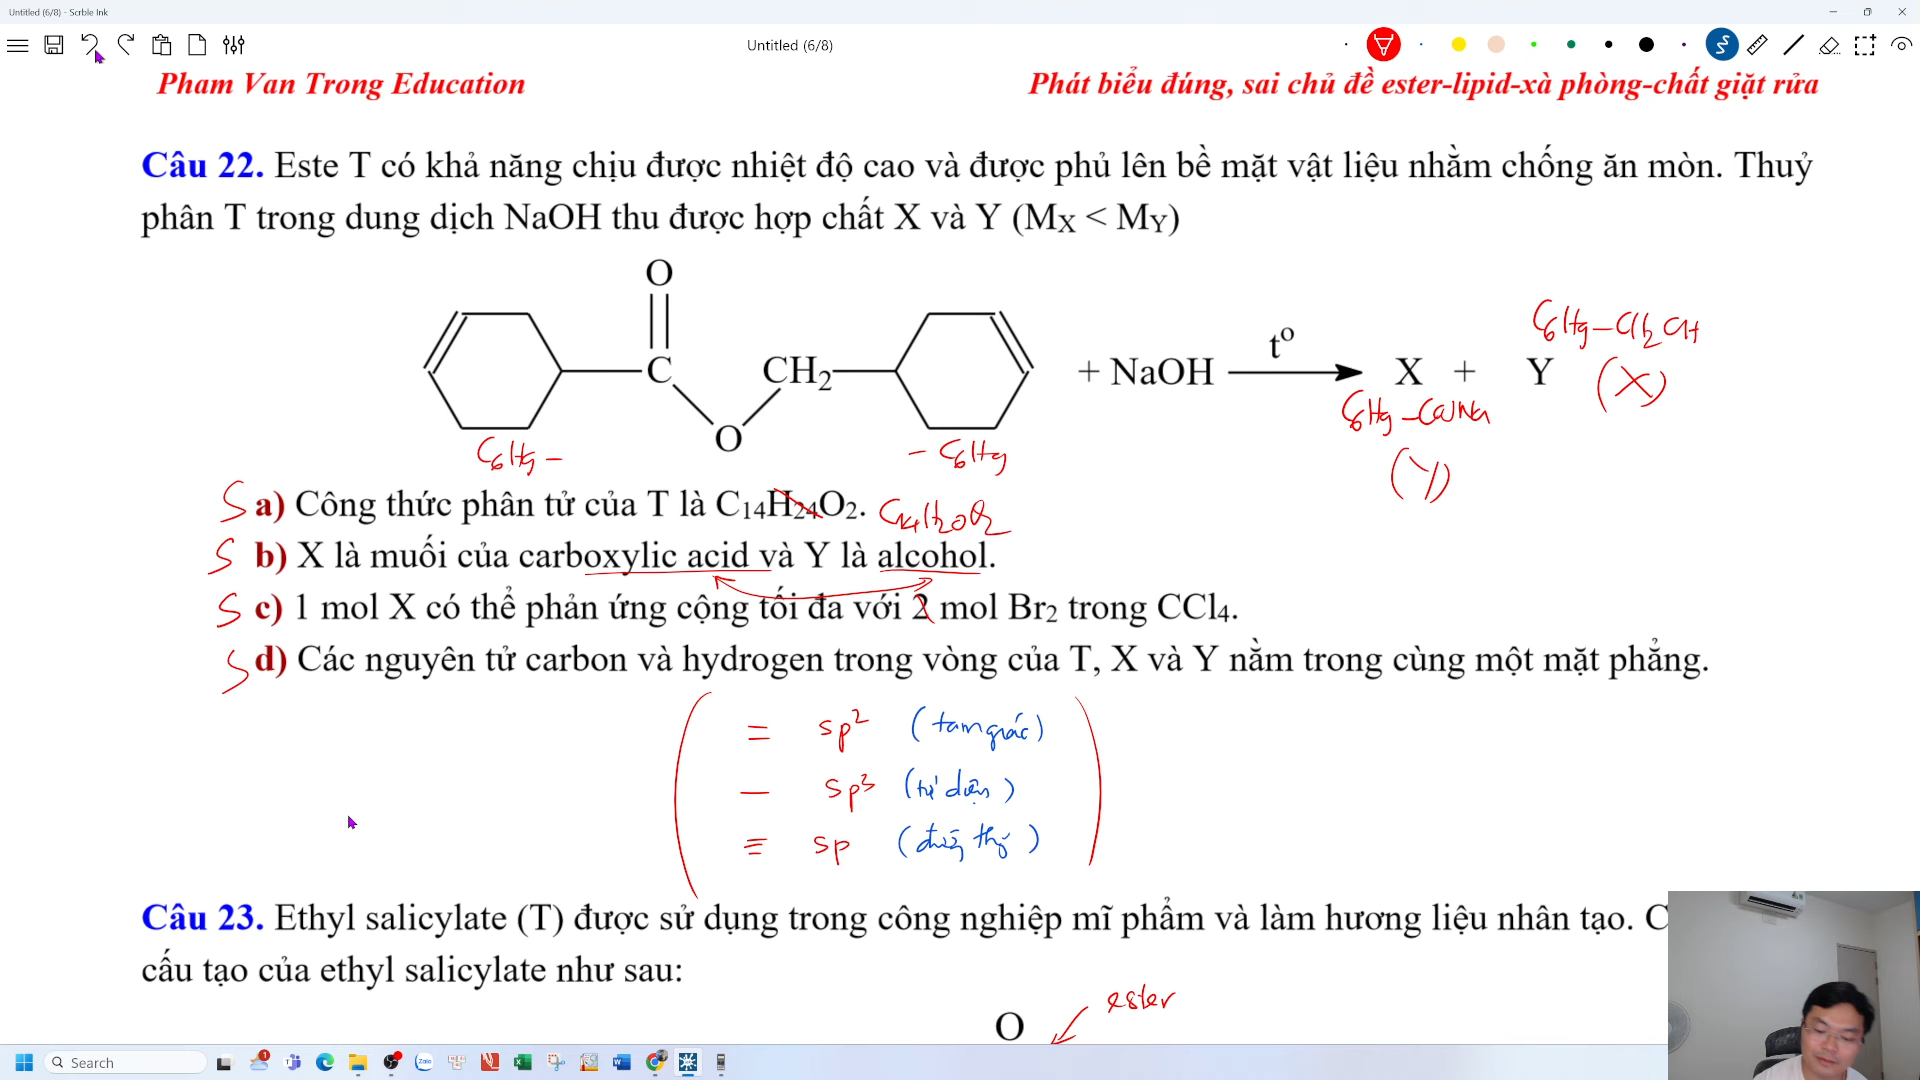 Untitled (6/8) - Scrble Ink
Untitled (6/8)
Pham Van Trong Education
Phát biểu đúng, sai chủ đề ester-lipid-xà phòng-chất giặt rửa
Câu 22. Este T có khả năng chịu được nhiệt độ cao và được phủ lên bề mặt vật liệu nhằm chống ăn mòn. Thuỷ
phân T trong dung dịch NaOH thu được hợp chất X và Y (MX < MY)
O
C
CH2
O
+ NaOH
t°
X + Y
C6H9-CH2OH
(X)
C6H9-COONa
(Y)
C6H9-
-C6H9
S a) Công thức phân tử của T là C14H24O2. C14H20O2
S b) X là muối của carboxylic acid và Y là alcohol.
S c) 1 mol X có thể phản ứng cộng tối đa với 2 mol Br2 trong CCl4.
S d) Các nguyên tử carbon và hydrogen trong vòng của T, X và Y nằm trong cùng một mặt phẳng.
= sp2 (tam giác)
- sp3 (tứ diện)
≡ sp (đường thẳng)
Câu 23. Ethyl salicylate (T) được sử dụng trong công nghiệp mĩ phẩm và làm hương liệu nhân tạo. C
cấu tạo của ethyl salicylate như sau:
ester
O
Search